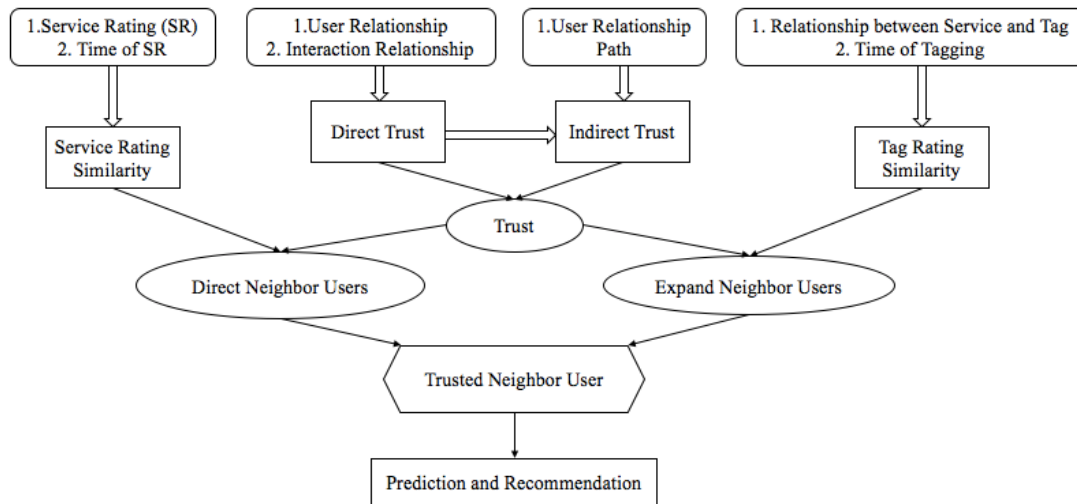 1.Service Rating (SR)
2. Time of SR
1.User Relationship
2. Interaction Relationship
1.User Relationship
Path
1. Relationship between Service and Tag
2. Time of Tagging
Service Rating
Similarity
Direct Trust
Indirect Trust
Tag Rating
Similarity
Trust
Direct Neighbor Users
Expand Neighbor Users
Trusted Neighbor User
Prediction and Recommendation